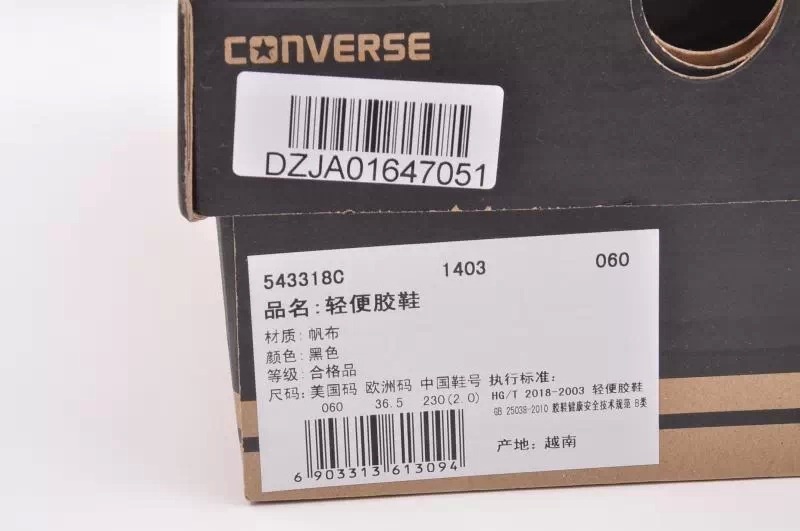 CONVERSE
DZJA01647051
543318C 1403 060
品名:轻便胶鞋
材质:帆布
颜色:黑色
等级:合格品
尺码:美国码 欧洲码 中国鞋号 执行标准:
060 36.5 230(2.0) HG/T 2018-2003 轻便胶鞋
GB 25038-2010 胶鞋健康安全技术规范 B类
6 903313 613094
产地:越南